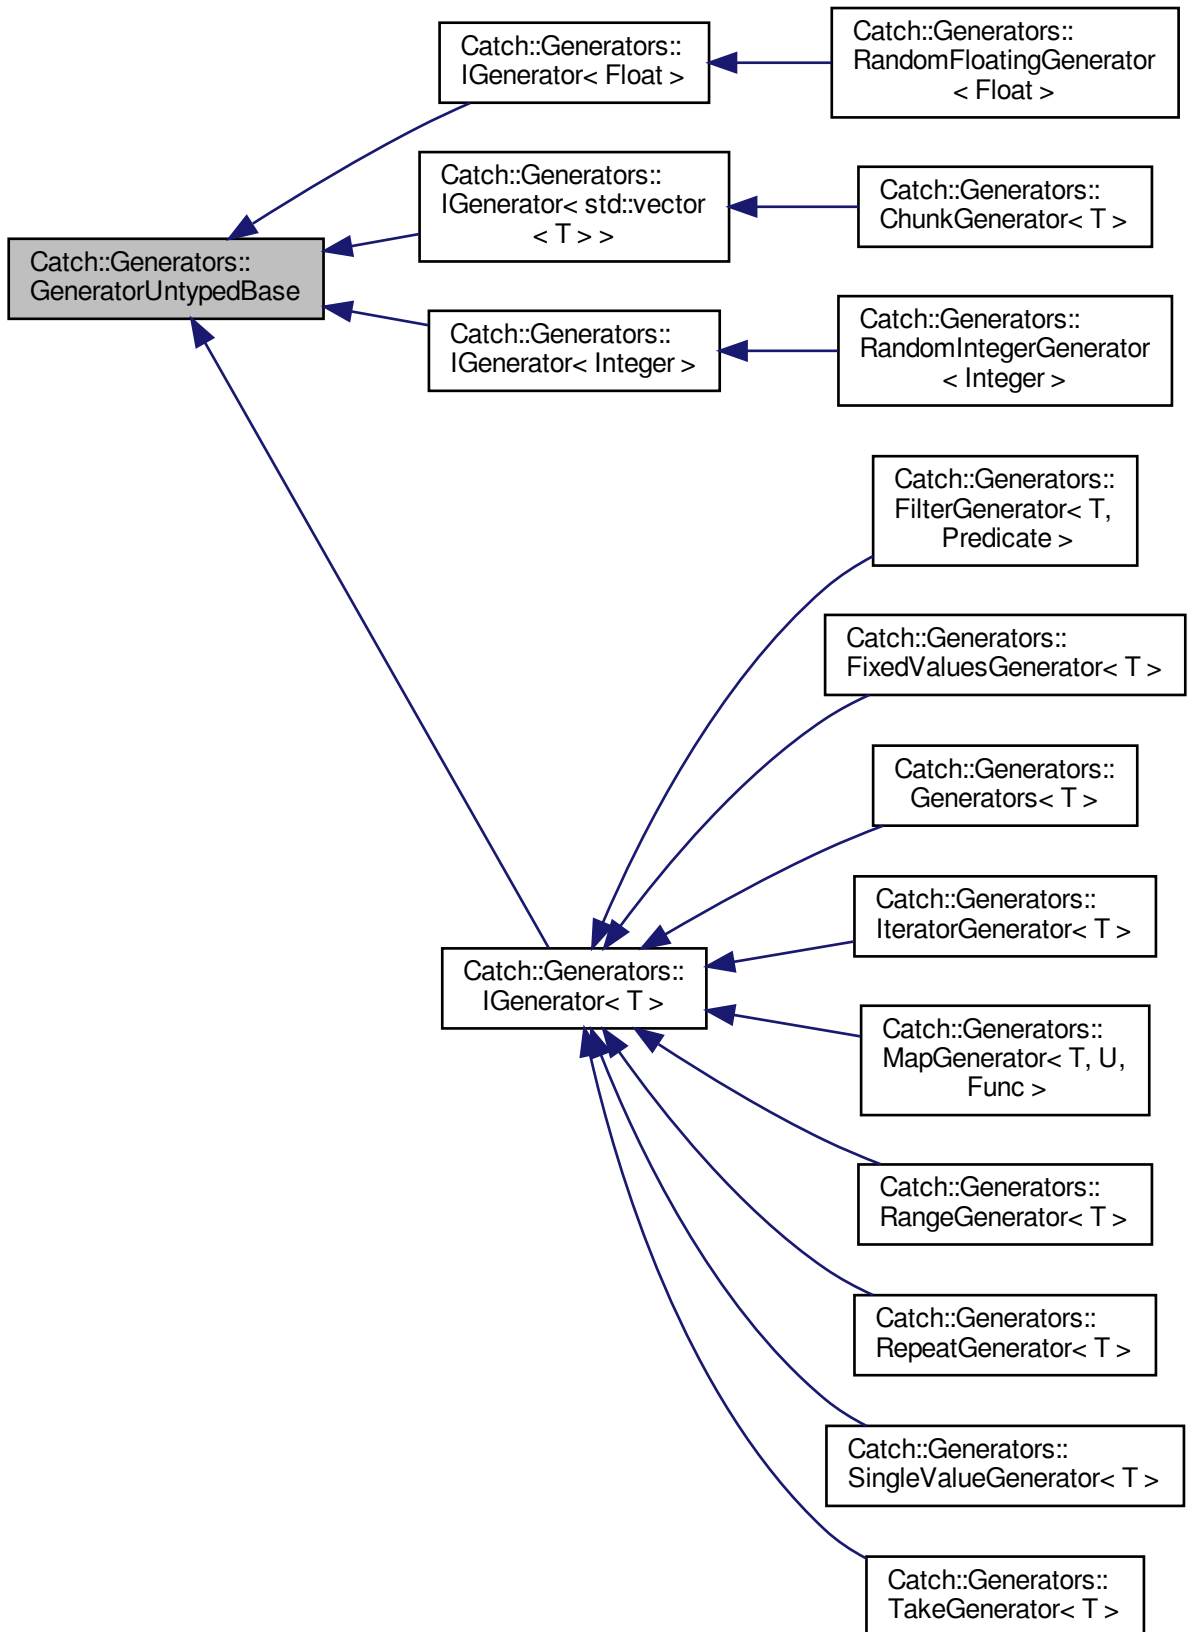 Catch::Generators::
IGenerator< Float >
Catch::Generators::
RandomFloatingGenerator
< Float >
Catch::Generators::
IGenerator< std::vector
< T > >
Catch::Generators::
ChunkGenerator< T >
Catch::Generators::
GeneratorUntypedBase
Catch::Generators::
IGenerator< Integer >
Catch::Generators::
RandomIntegerGenerator
< Integer >
Catch::Generators::
FilterGenerator< T,
Predicate >
Catch::Generators::
FixedValuesGenerator< T >
Catch::Generators::
Generators< T >
Catch::Generators::
IteratorGenerator< T >
Catch::Generators::
IGenerator< T >
Catch::Generators::
MapGenerator< T, U,
Func >
Catch::Generators::
RangeGenerator< T >
Catch::Generators::
RepeatGenerator< T >
Catch::Generators::
SingleValueGenerator< T >
Catch::Generators::
TakeGenerator< T >